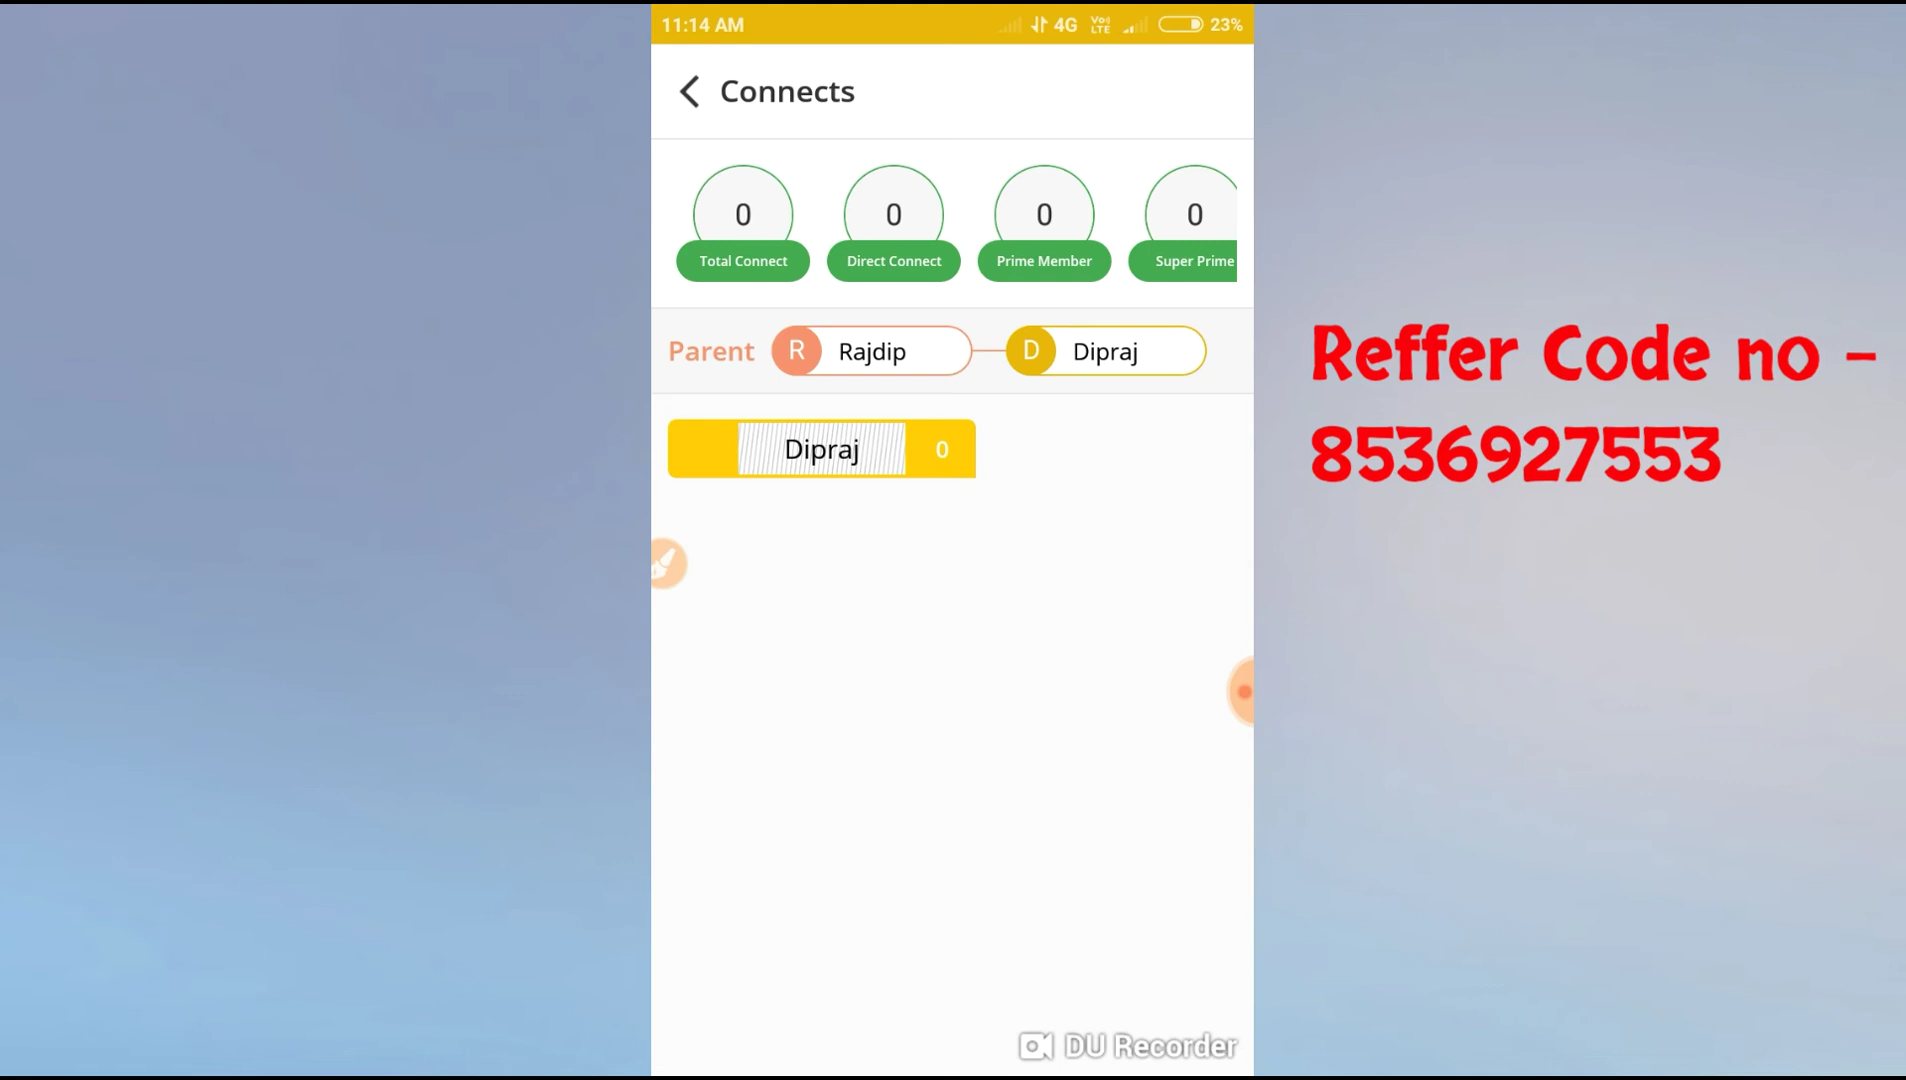 11:14 AM 4G VoLTE 23%
Connects
0 0 0 0
Total Connect Direct Connect Prime Member Super Prime
Parent R Rajdip D Dipraj
Dipraj 0
Reffer Code no -
8536927553
DU Recorder